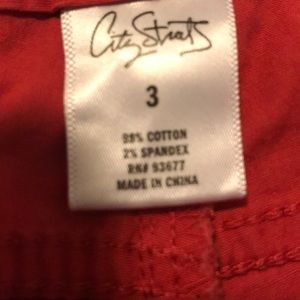 City Streets
3
98% COTTON
2% SPANDEX
RN# 93677
MADE IN CHINA